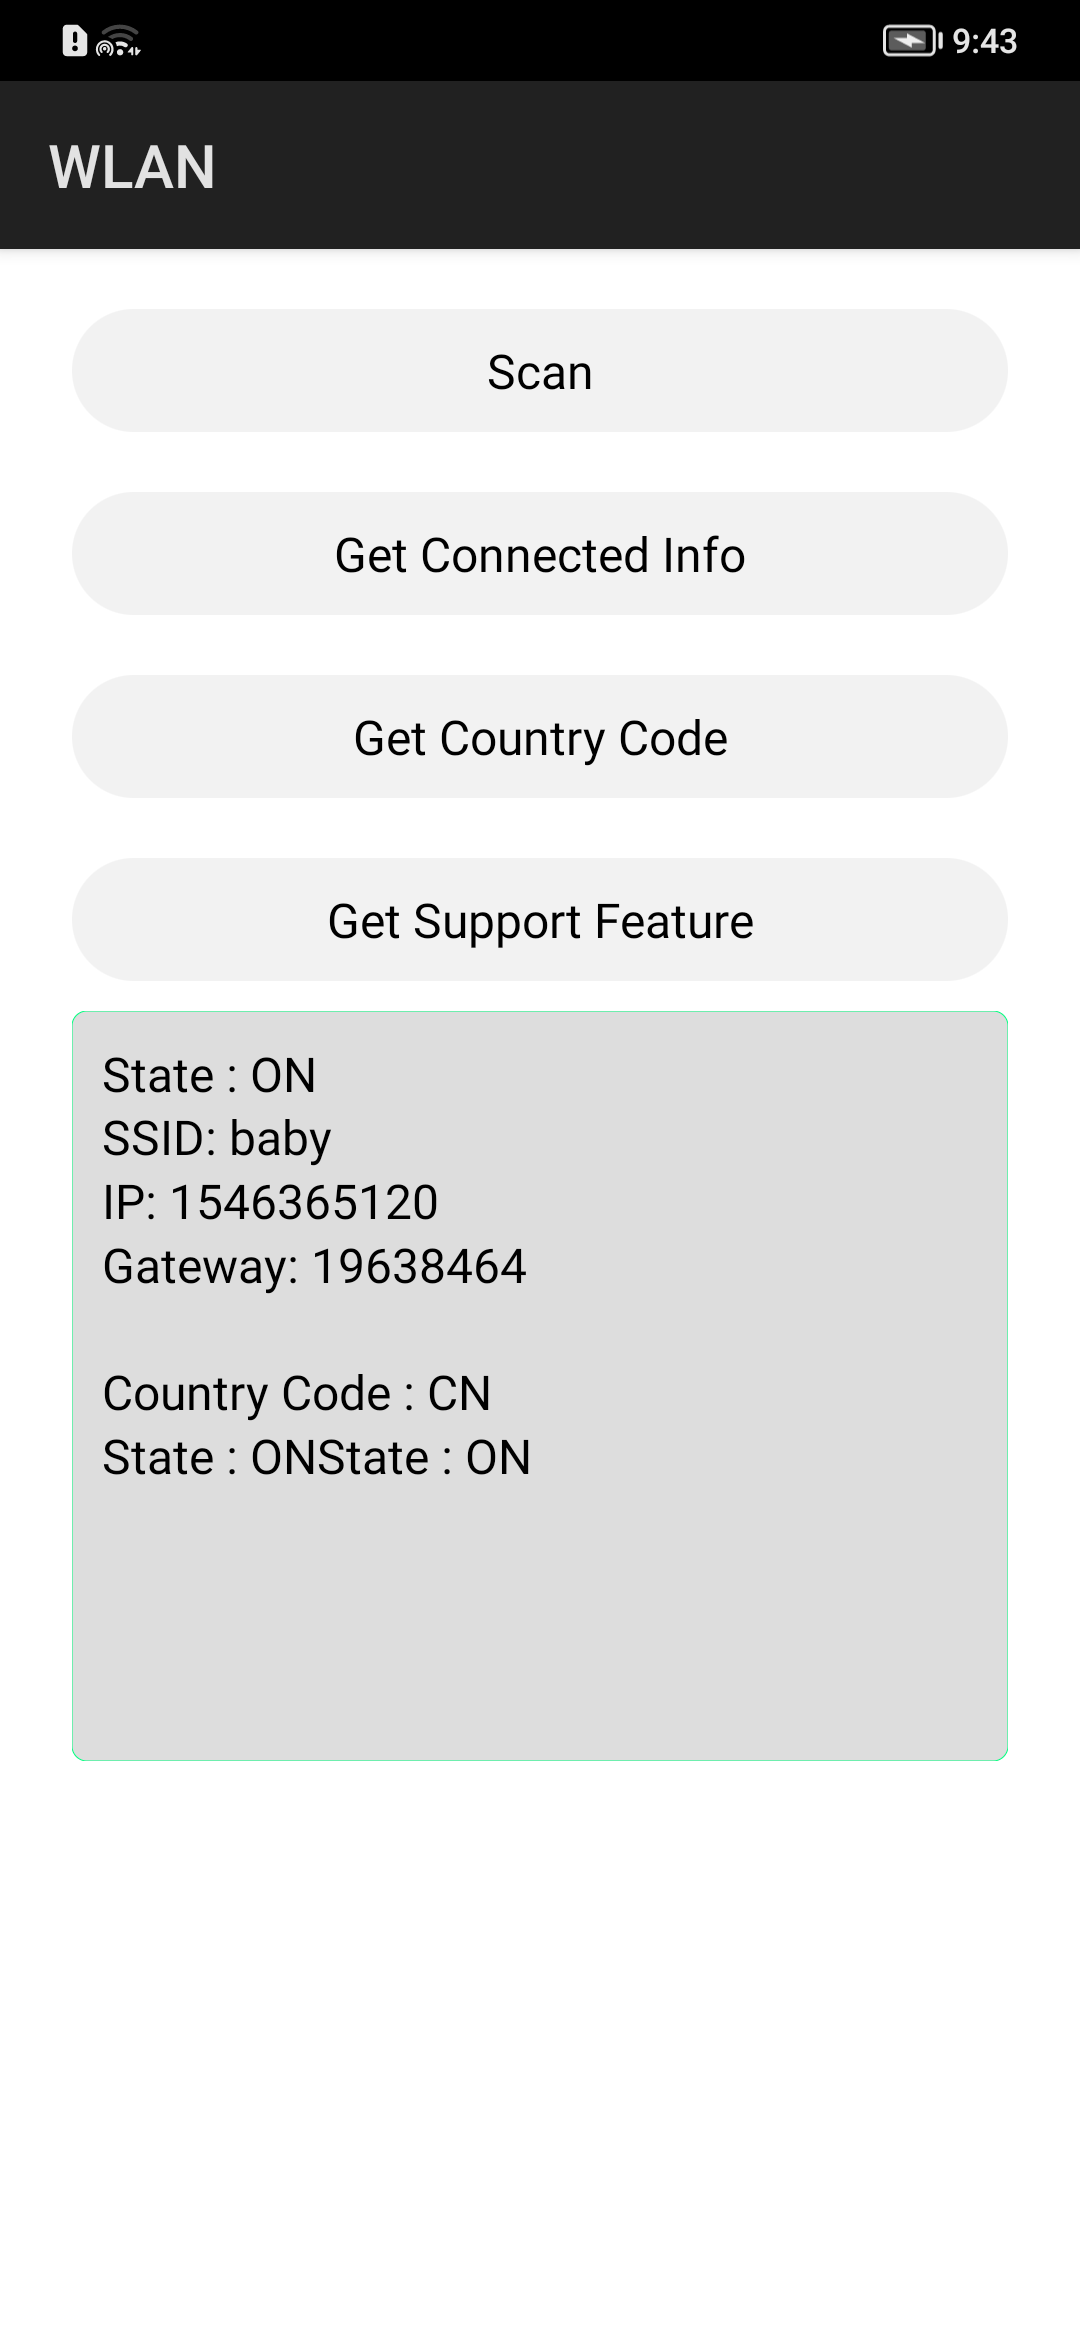 9:43
WLAN
Scan
Get Connected Info
Get Country Code
Get Support Feature
State : ON
SSID: baby
IP: 1546365120
Gateway: 19638464
Country Code : CN
State : ONState : ON